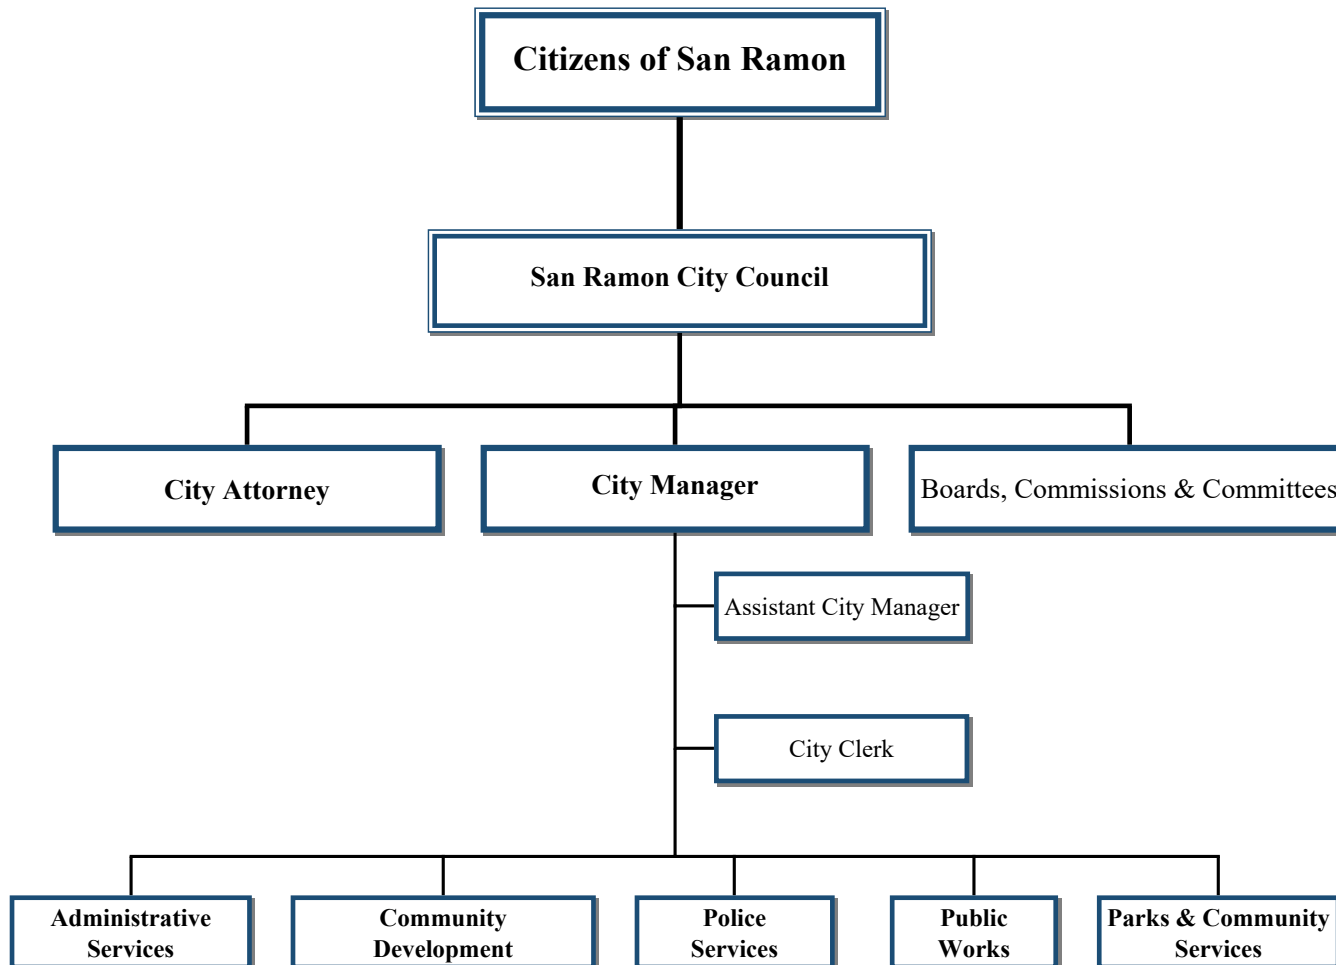 Citizens of San Ramon
San Ramon City Council
City Attorney
City Manager
Boards, Commissions & Committees
Assistant City Manager
City Clerk
Administrative
Services
Community
Development
Police
Services
Public
Works
Parks & Community
Services